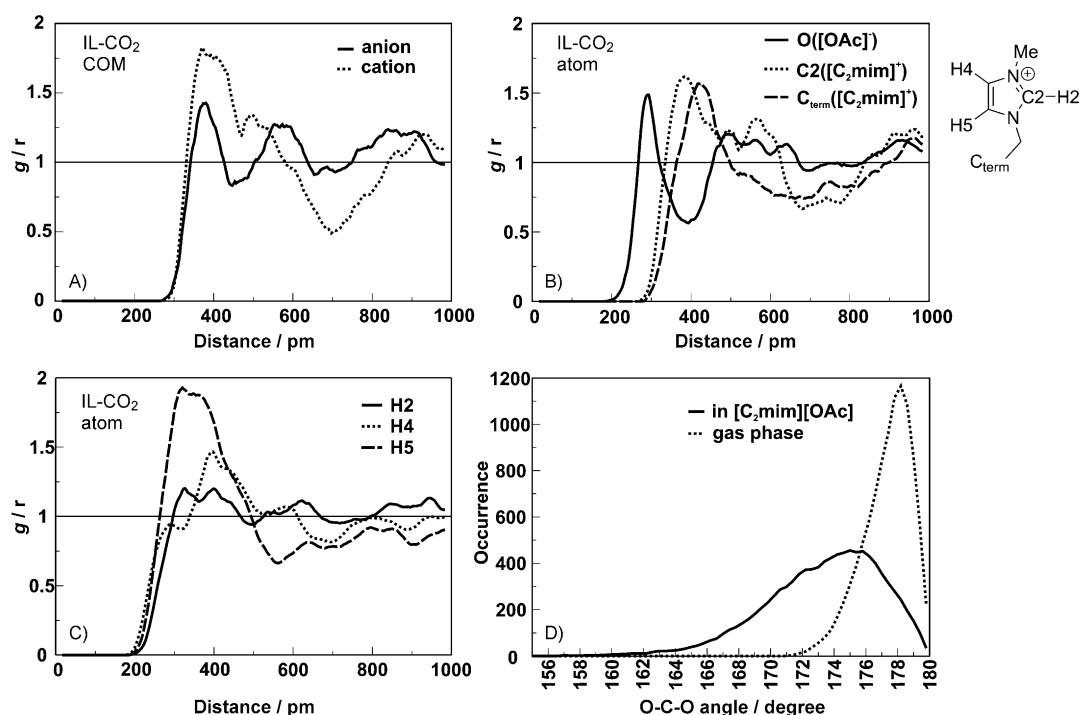 2
1.5
1
0.5
0
g / r
IL-CO₂
COM
anion
cation
A)
0 200 400 600 800 1000
Distance / pm
2
1.5
1
0.5
0
g / r
IL-CO₂
atom
O([OAc]⁻)
C2([C₂mim]⁺)
C_term([C₂mim]⁺)
B)
0 200 400 600 800 1000
Distance / pm
Me
H4
N
⊕
C2-H2
H5
N
C_term
2
1.5
1
0.5
0
g / r
IL-CO₂
atom
H2
H4
H5
C)
0 200 400 600 800 1000
Distance / pm
1200
1000
800
600
400
200
0
Occurrence
in [C₂mim][OAc]
gas phase
D)
156 158 160 162 164 166 168 170 172 174 176 178 180
O-C-O angle / degree